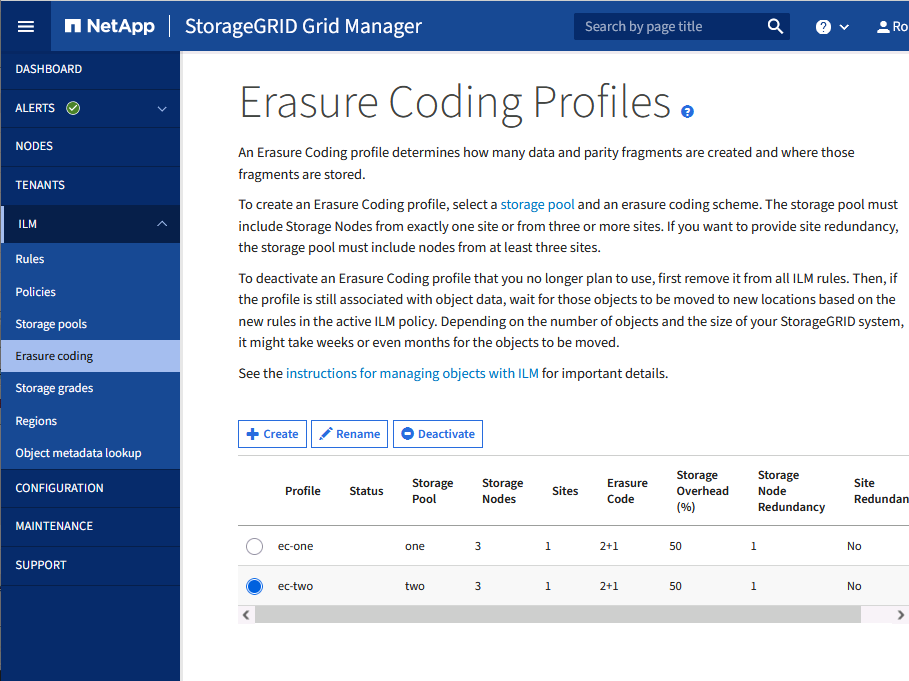 NetApp | StorageGRID Grid Manager
Search by page title
Ro
DASHBOARD
ALERTS
NODES
TENANTS
ILM
Rules
Policies
Storage pools
Erasure coding
Storage grades
Regions
Object metadata lookup
CONFIGURATION
MAINTENANCE
SUPPORT
Erasure Coding Profiles
An Erasure Coding profile determines how many data and parity fragments are created and where those
fragments are stored.
To create an Erasure Coding profile, select a storage pool and an erasure coding scheme. The storage pool must
include Storage Nodes from exactly one site or from three or more sites. If you want to provide site redundancy,
the storage pool must include nodes from at least three sites.
To deactivate an Erasure Coding profile that you no longer plan to use, first remove it from all ILM rules. Then, if
the profile is still associated with object data, wait for those objects to be moved to new locations based on the
new rules in the active ILM policy. Depending on the number of objects and the size of your StorageGRID system,
it might take weeks or even months for the objects to be moved.
See the instructions for managing objects with ILM for important details.
Create Rename Deactivate
Profile Status Storage Pool Storage Nodes Sites Erasure Code Storage Overhead (%) Storage Node Redundancy Site Redundan
ec-one one 3 1 2+1 50 1 No
ec-two two 3 1 2+1 50 1 No